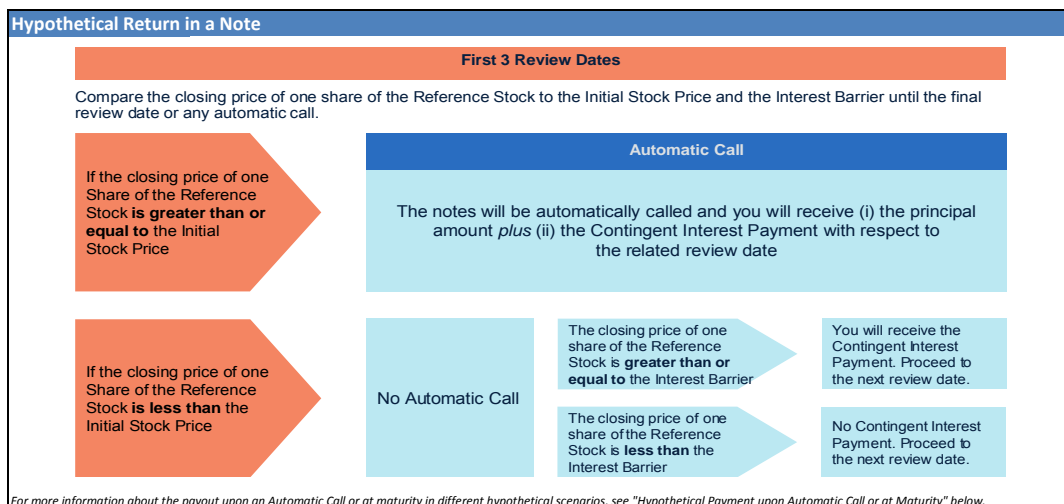 Hypothetical Return in a Note
First 3 Review Dates
Compare the closing price of one share of the Reference Stock to the Initial Stock Price and the Interest Barrier until the final
review date or any automatic call.
If the closing price of one
Share of the Reference
Stock is greater than or
equal to the Initial
Stock Price
Automatic Call
The notes will be automatically called and you will receive (i) the principal
amount plus (ii) the Contingent Interest Payment with respect to
the related review date
If the closing price of one
Share of the Reference
Stock is less than the
Initial Stock Price
No Automatic Call
The closing price of one
share of the Reference
Stock is greater than or
equal to the Interest Barrier
You will receive the
Contingent Interest
Payment. Proceed to
the next review date.
The closing price of one
share of the Reference
Stock is less than the
Interest Barrier
No Contingent Interest
Payment. Proceed to
the next review date.
For more information about the payout upon an Automatic Call or at maturity in different hypothetical scenarios, see "Hypothetical Payment upon Automatic Call or at Maturity" below.